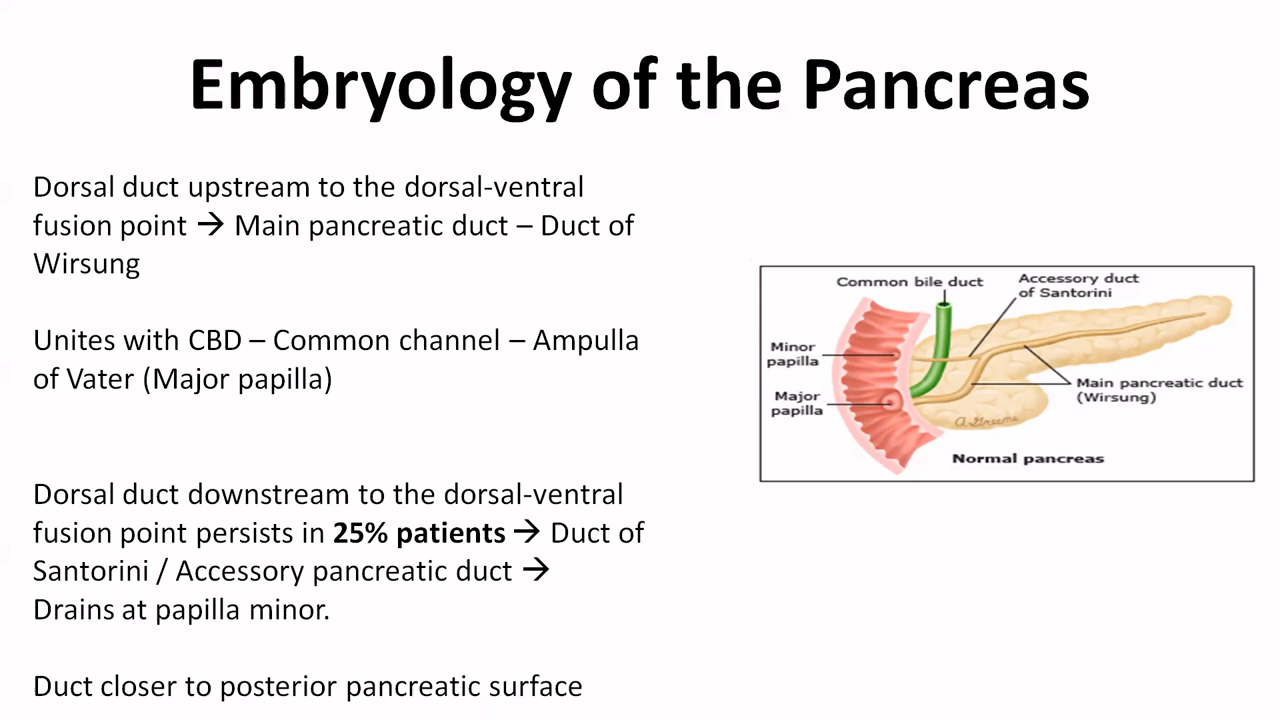 Embryology of the Pancreas
Dorsal duct upstream to the dorsal-ventral
fusion point → Main pancreatic duct – Duct of
Wirsung
Unites with CBD – Common channel – Ampulla
of Vater (Major papilla)
Dorsal duct downstream to the dorsal-ventral
fusion point persists in 25% patients → Duct of
Santorini / Accessory pancreatic duct →
Drains at papilla minor.
Duct closer to posterior pancreatic surface
Common bile duct
Accessory duct
of Santorini
Minor
papilla
Major
papilla
Main pancreatic duct
(Wirsung)
A. Greene
Normal pancreas